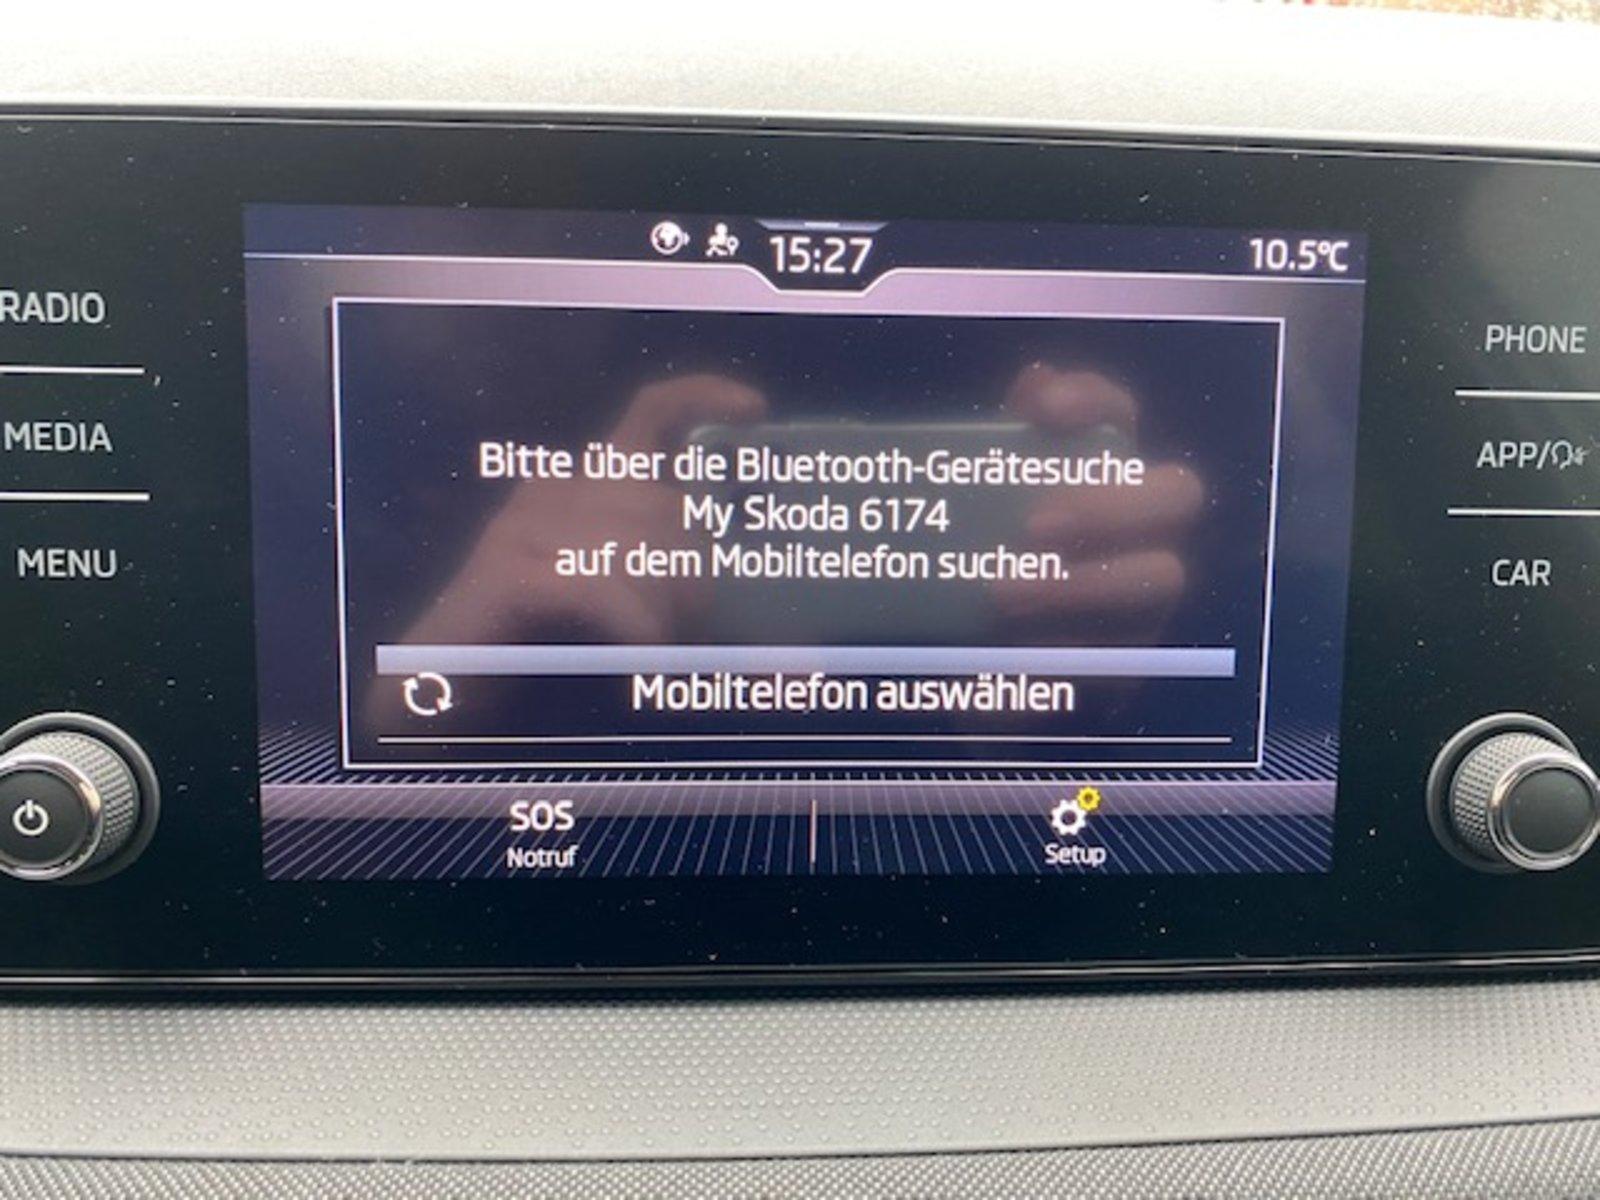 15:27
10.5°C
RADIO
MEDIA
MENU
Bitte über die Bluetooth-Gerätesuche
My Skoda 6174
auf dem Mobiltelefon suchen.
Mobiltelefon auswählen
SOS
Notruf
Setup
PHONE
APP/
CAR